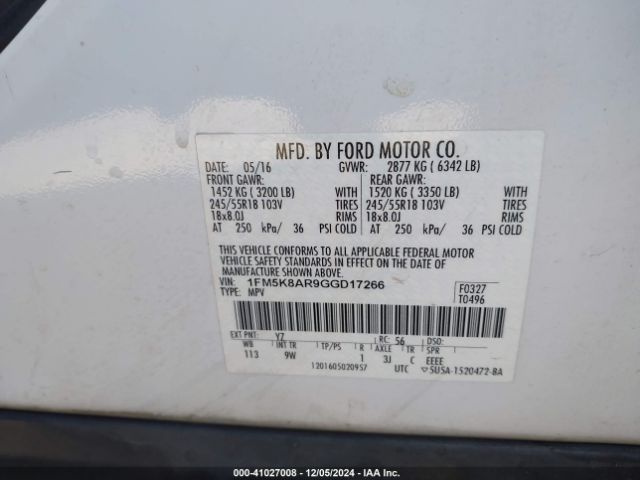 MFD. BY FORD MOTOR CO.
DATE: 05/16 GVWR: 2877 KG ( 6342 LB)
FRONT GAWR: REAR GAWR:
1452 KG ( 3200 LB) WITH 1520 KG ( 3350 LB) WITH
245/55R18 103V TIRES 245/55R18 103V TIRES
18x8.0J RIMS 18x8.0J RIMS
AT 250 kPa/ 36 PSI COLD AT 250 kPa/ 36 PSI COLD
THIS VEHICLE CONFORMS TO ALL APPLICABLE FEDERAL MOTOR
VEHICLE SAFETY STANDARDS IN EFFECT ON THE DATE OF
MANUFACTURE SHOWN ABOVE.
VIN: 1FM5K8AR9GGD17266 F0327
TYPE: MPV T0496
EXT PNT: YZ RC: 56 DSO:
WB INT TR TP/PS R AXLE TR SPR
113 9W 1 3J C EEEE
1201605020957 UTC ▽5U5A-1520472-BA
000-41027008 - 12/05/2024 - IAAI.com